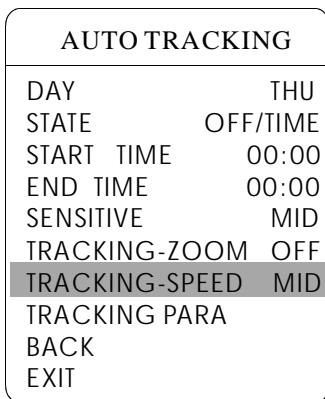 AUTO TRACKING
DAY THU
STATE OFF/TIME
START TIME 00:00
END TIME 00:00
SENSITIVE MID
TRACKING-ZOOM OFF
TRACKING-SPEED MID
TRACKING PARA
BACK
EXIT